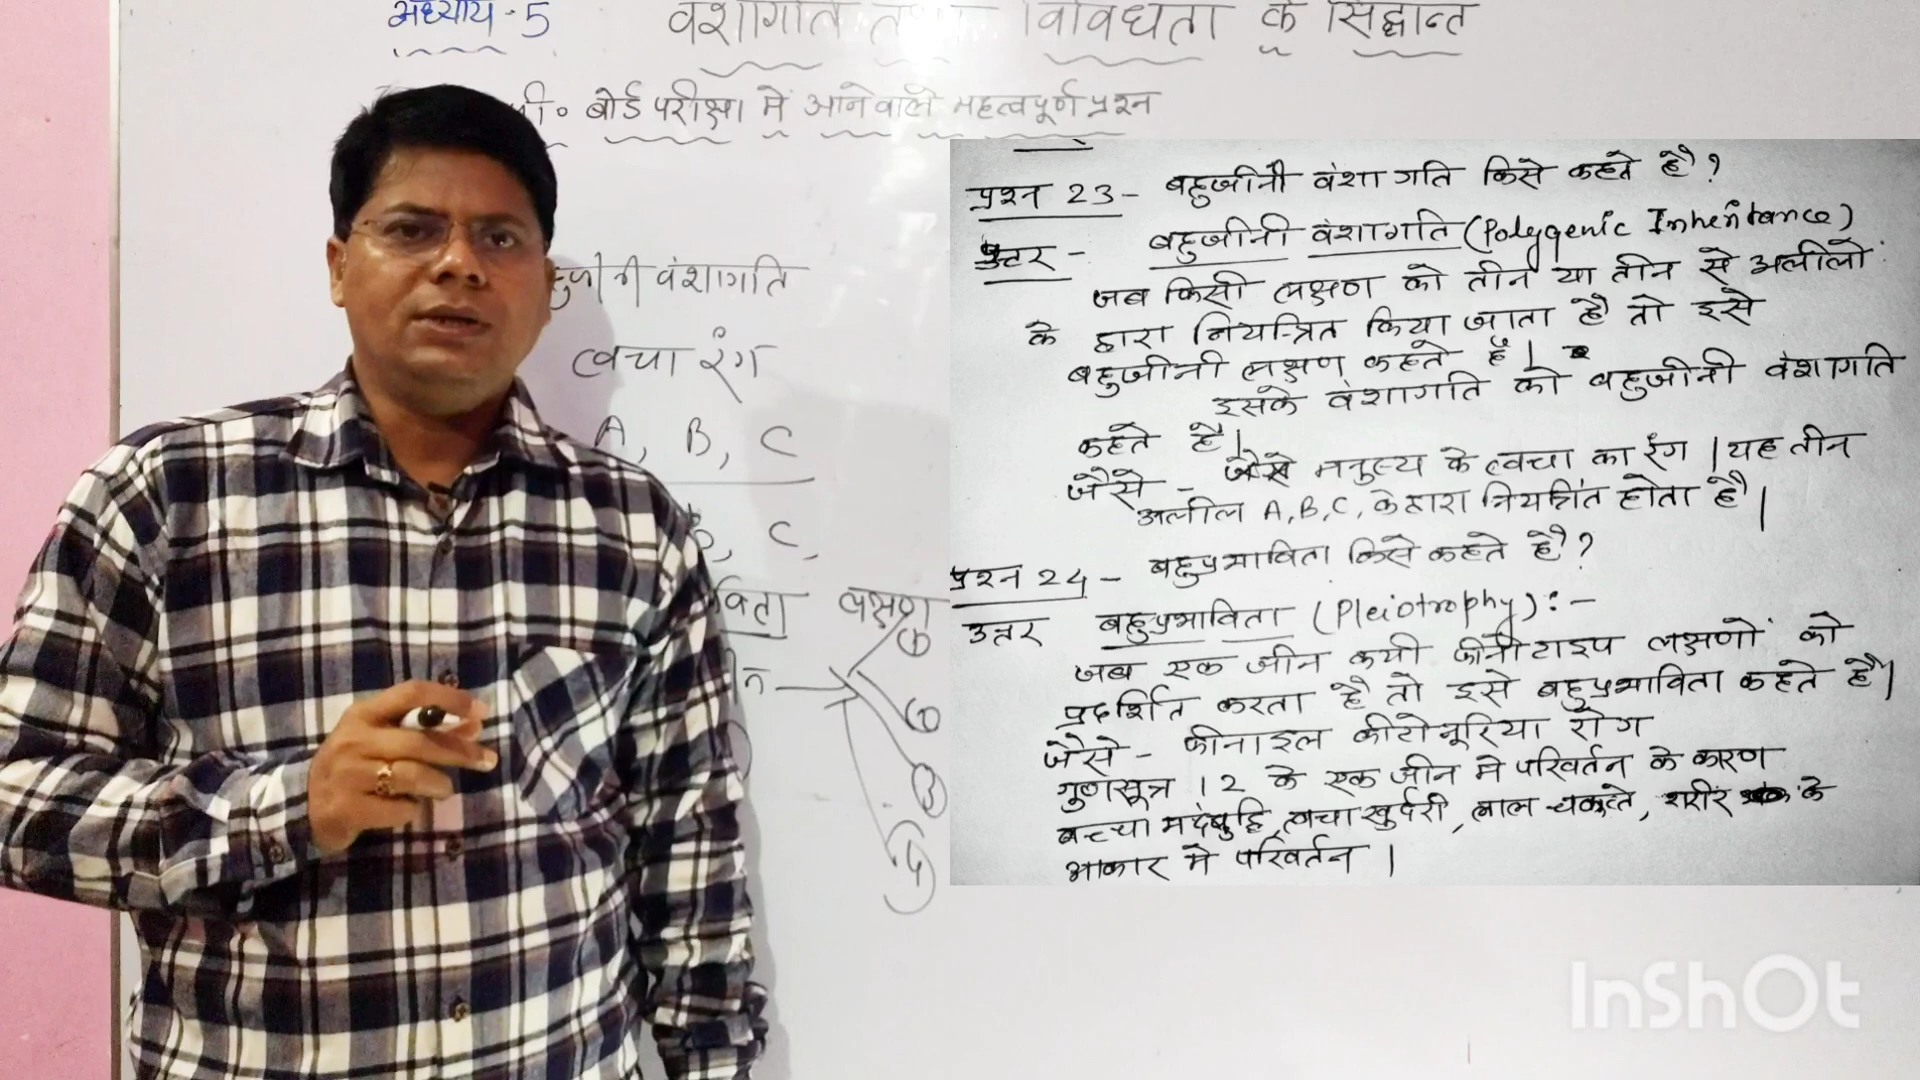 अध्याय - 5 वंशागति तथा विविधता के सिद्धान्त
बोर्ड परीक्षा में आनेवाले महत्वपूर्ण प्रश्न
वंशागति
त्वचा रंग
A, B, C
B, C,
लक्षण
प्रश्न 23 - बहुजीनी वंशागति किसे कहते है?
उत्तर - बहुजीनी वंशागति (Polygenic Inheritance)
जब किसी लक्षण को तीन या तीन से अलीलो
के द्वारा नियन्त्रित किया जाता है तो इसे
बहुजीनी लक्षण कहते है।
इसके वंशागति को बहुजीनी वंशागति
कहते है।
जैसे - जैसे मनुष्य के त्वचा का रंग। यह तीन
अलील A, B, C, के द्वारा नियंत्रित होता है।
प्रश्न 24 - बहुप्रभाविता किसे कहते है?
उत्तर बहुप्रभाविता (Pleiotrophy) : -
जब एक जीन कयी फीनोटाइप लक्षणों को
प्रदर्शित करता है तो इसे बहुप्रभाविता कहते है।
जैसे - फीनाइल कीटोनूरिया रोग
गुणसूत्र 12 के एक जीन मे परिवर्तन के कारण
बच्चा मदंबुद्धि, त्वचा खुर्दरी, लाल चकत्ते, शरीर के
आकार मे परिवर्तन।
InShOt